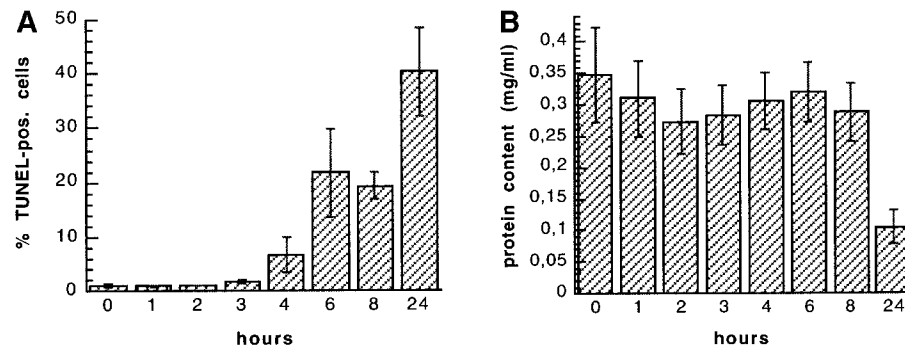 A
% TUNEL-pos. cells
50
40
30
20
10
0
0 1 2 3 4 6 8 24
hours
B
protein content (mg/ml)
0,4
0,35
0,3
0,25
0,2
0,15
0,1
0,05
0
0 1 2 3 4 6 8 24
hours